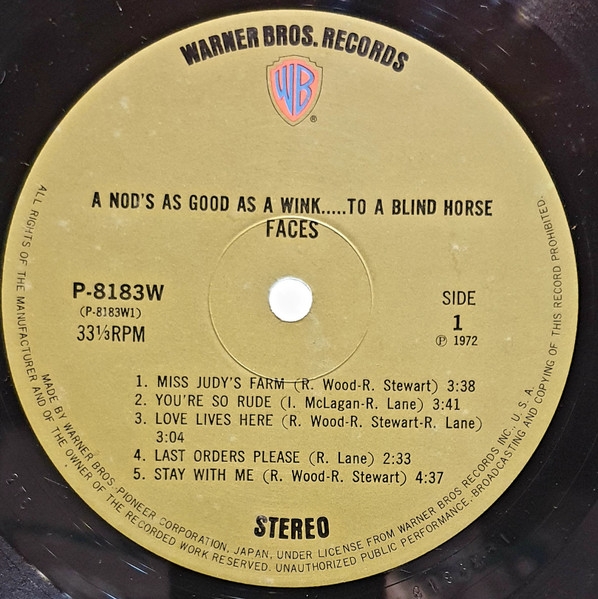 WARNER BROS. RECORDS
WB
®
A NOD'S AS GOOD AS A WINK.....TO A BLIND HORSE
FACES
P-8183W
(P-8183W1)
33⅓RPM
SIDE
1
℗ 1972
1. MISS JUDY'S FARM (R. Wood-R. Stewart) 3:38
2. YOU'RE SO RUDE (I. McLagan-R. Lane) 3:41
3. LOVE LIVES HERE (R. Wood-R. Stewart-R. Lane)
3:04
4. LAST ORDERS PLEASE (R. Lane) 2:33
5. STAY WITH ME (R. Wood-R. Stewart) 4:37
STEREO
MADE BY WARNER BROS. PIONEER CORPORATION, JAPAN, UNDER LICENSE FROM WARNER BROS RECORDS INC., U. S. A.
ALL RIGHTS OF THE MANUFACTURER AND OF THE OWNER OF THE RECORDED WORK RESERVED. UNAUTHORIZED PUBLIC PERFORMANCE. BROADCASTING AND COPYING OF THIS RECORD PROHIBITED.